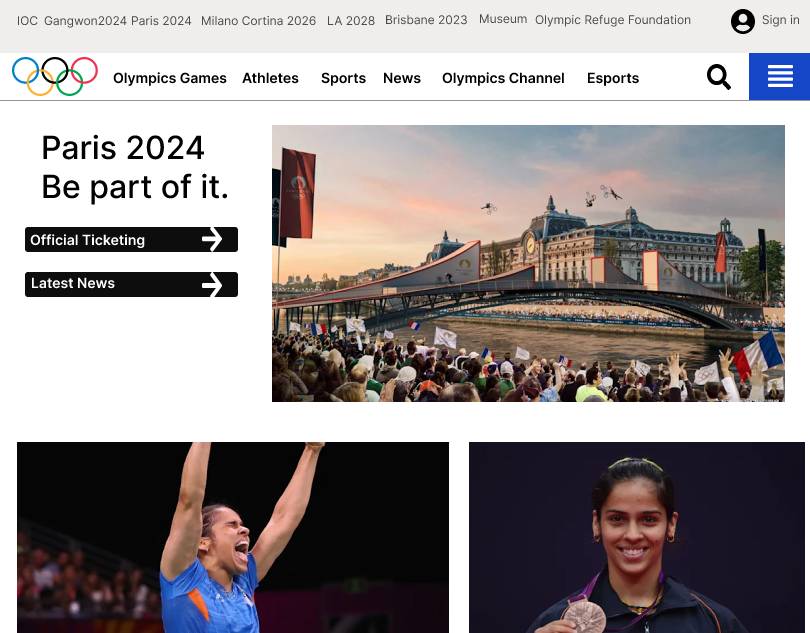 IOC Gangwon2024 Paris 2024 Milano Cortina 2026 LA 2028 Brisbane 2023 Museum Olympic Refuge Foundation Sign in
Olympics Games Athletes Sports News Olympics Channel Esports
Paris 2024
Be part of it.
Official Ticketing
Latest News